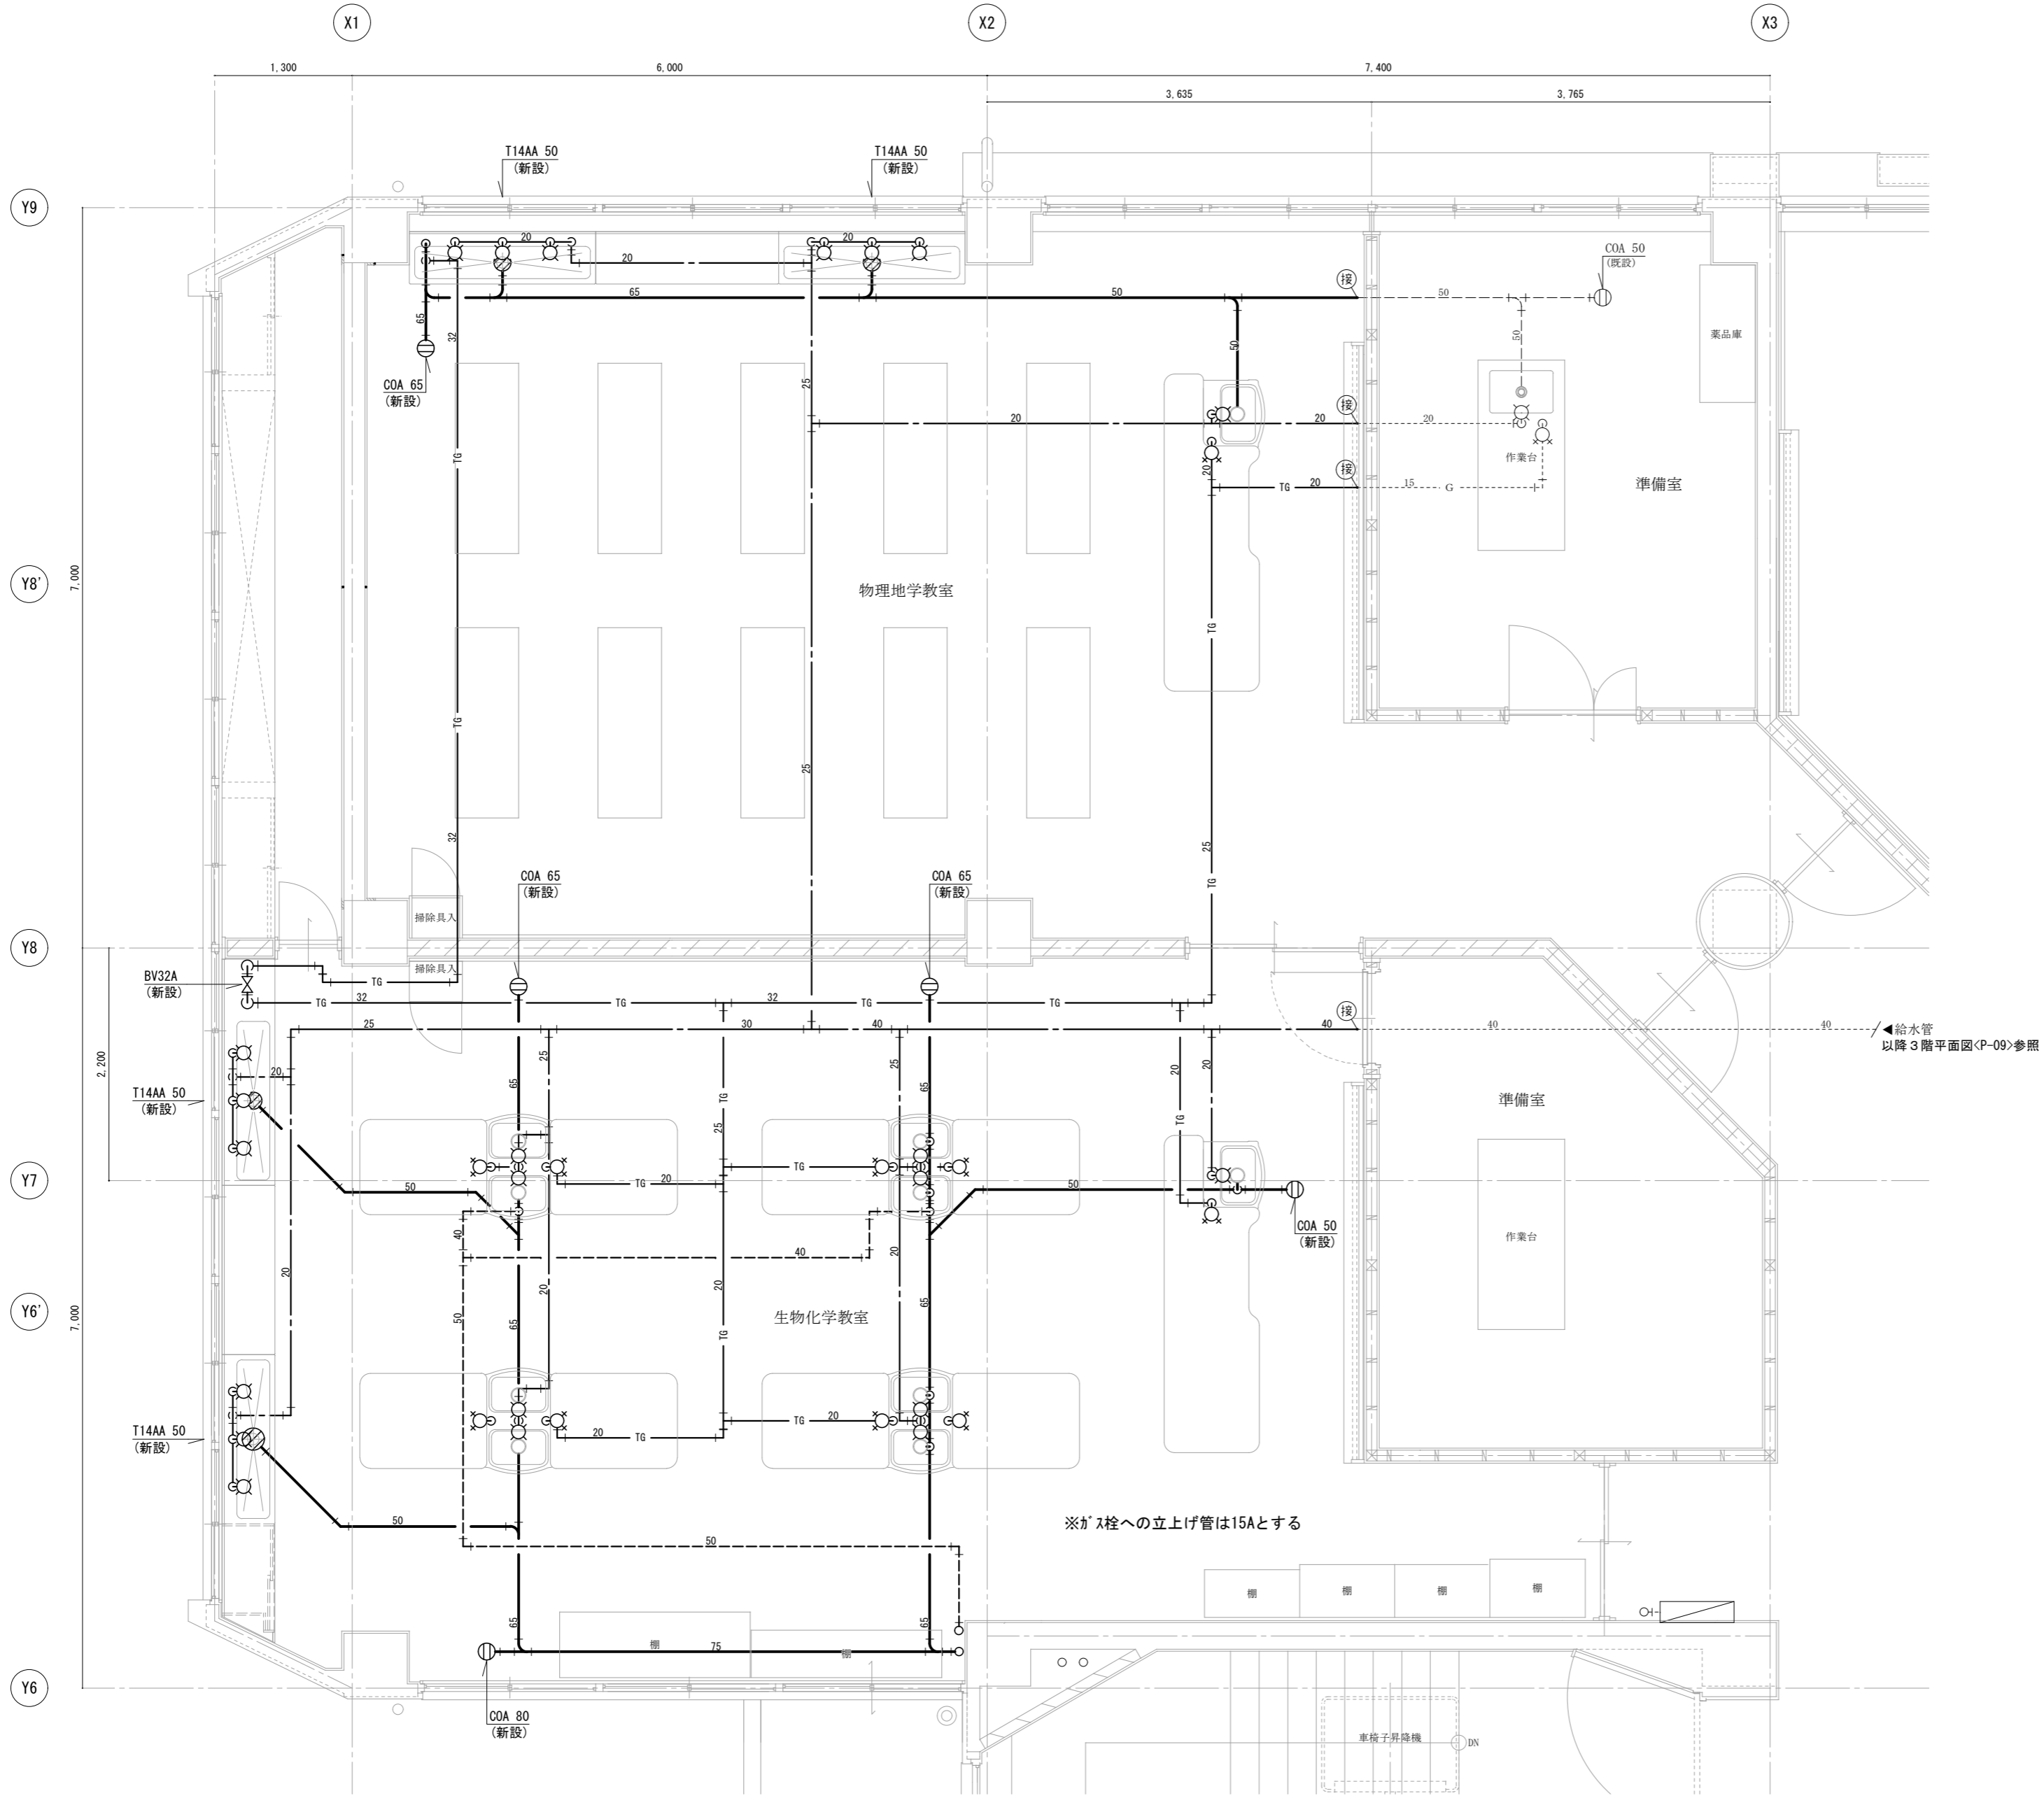 X1
X2
X3
1,300
6,000
7,400
3,635
3,765
T14AA 50
(新設)
T14AA 50
(新設)
Y9
20
20
20
COA 50
(既設)
65
50
接
50
65
32
50
50
薬品庫
COA 65
(新設)
25
接
20
20
20
TG
20
接
作業台
TG
20
15
G
準備室
Y8'
7,000
物理地学教室
TG
TG
25
32
25
COA 65
(新設)
COA 65
(新設)
TG
掃除具入
Y8
掃除具入
BV32A
(新設)
TG
TG
32
TG
32
TG
TG
接
25
30
40
40
40
40
◀給水管
以降3階平面図<P-09>参照
2,200
20
25
65
TG
25
65
20
20
TG
T14AA 50
(新設)
25
準備室
TG
TG
Y7
50
20
TG
50
COA 50
(新設)
40
40
20
作業台
20
20
20
65
Y6'
7,000
50
65
生物化学教室
TG
T14AA 50
(新設)
20
TG
TG
20
50
50
※ガス栓への立上げ管は15Aとする
棚
棚
棚
棚
65
65
棚
75
棚
Y6
COA 80
(新設)
車椅子昇降機
DN